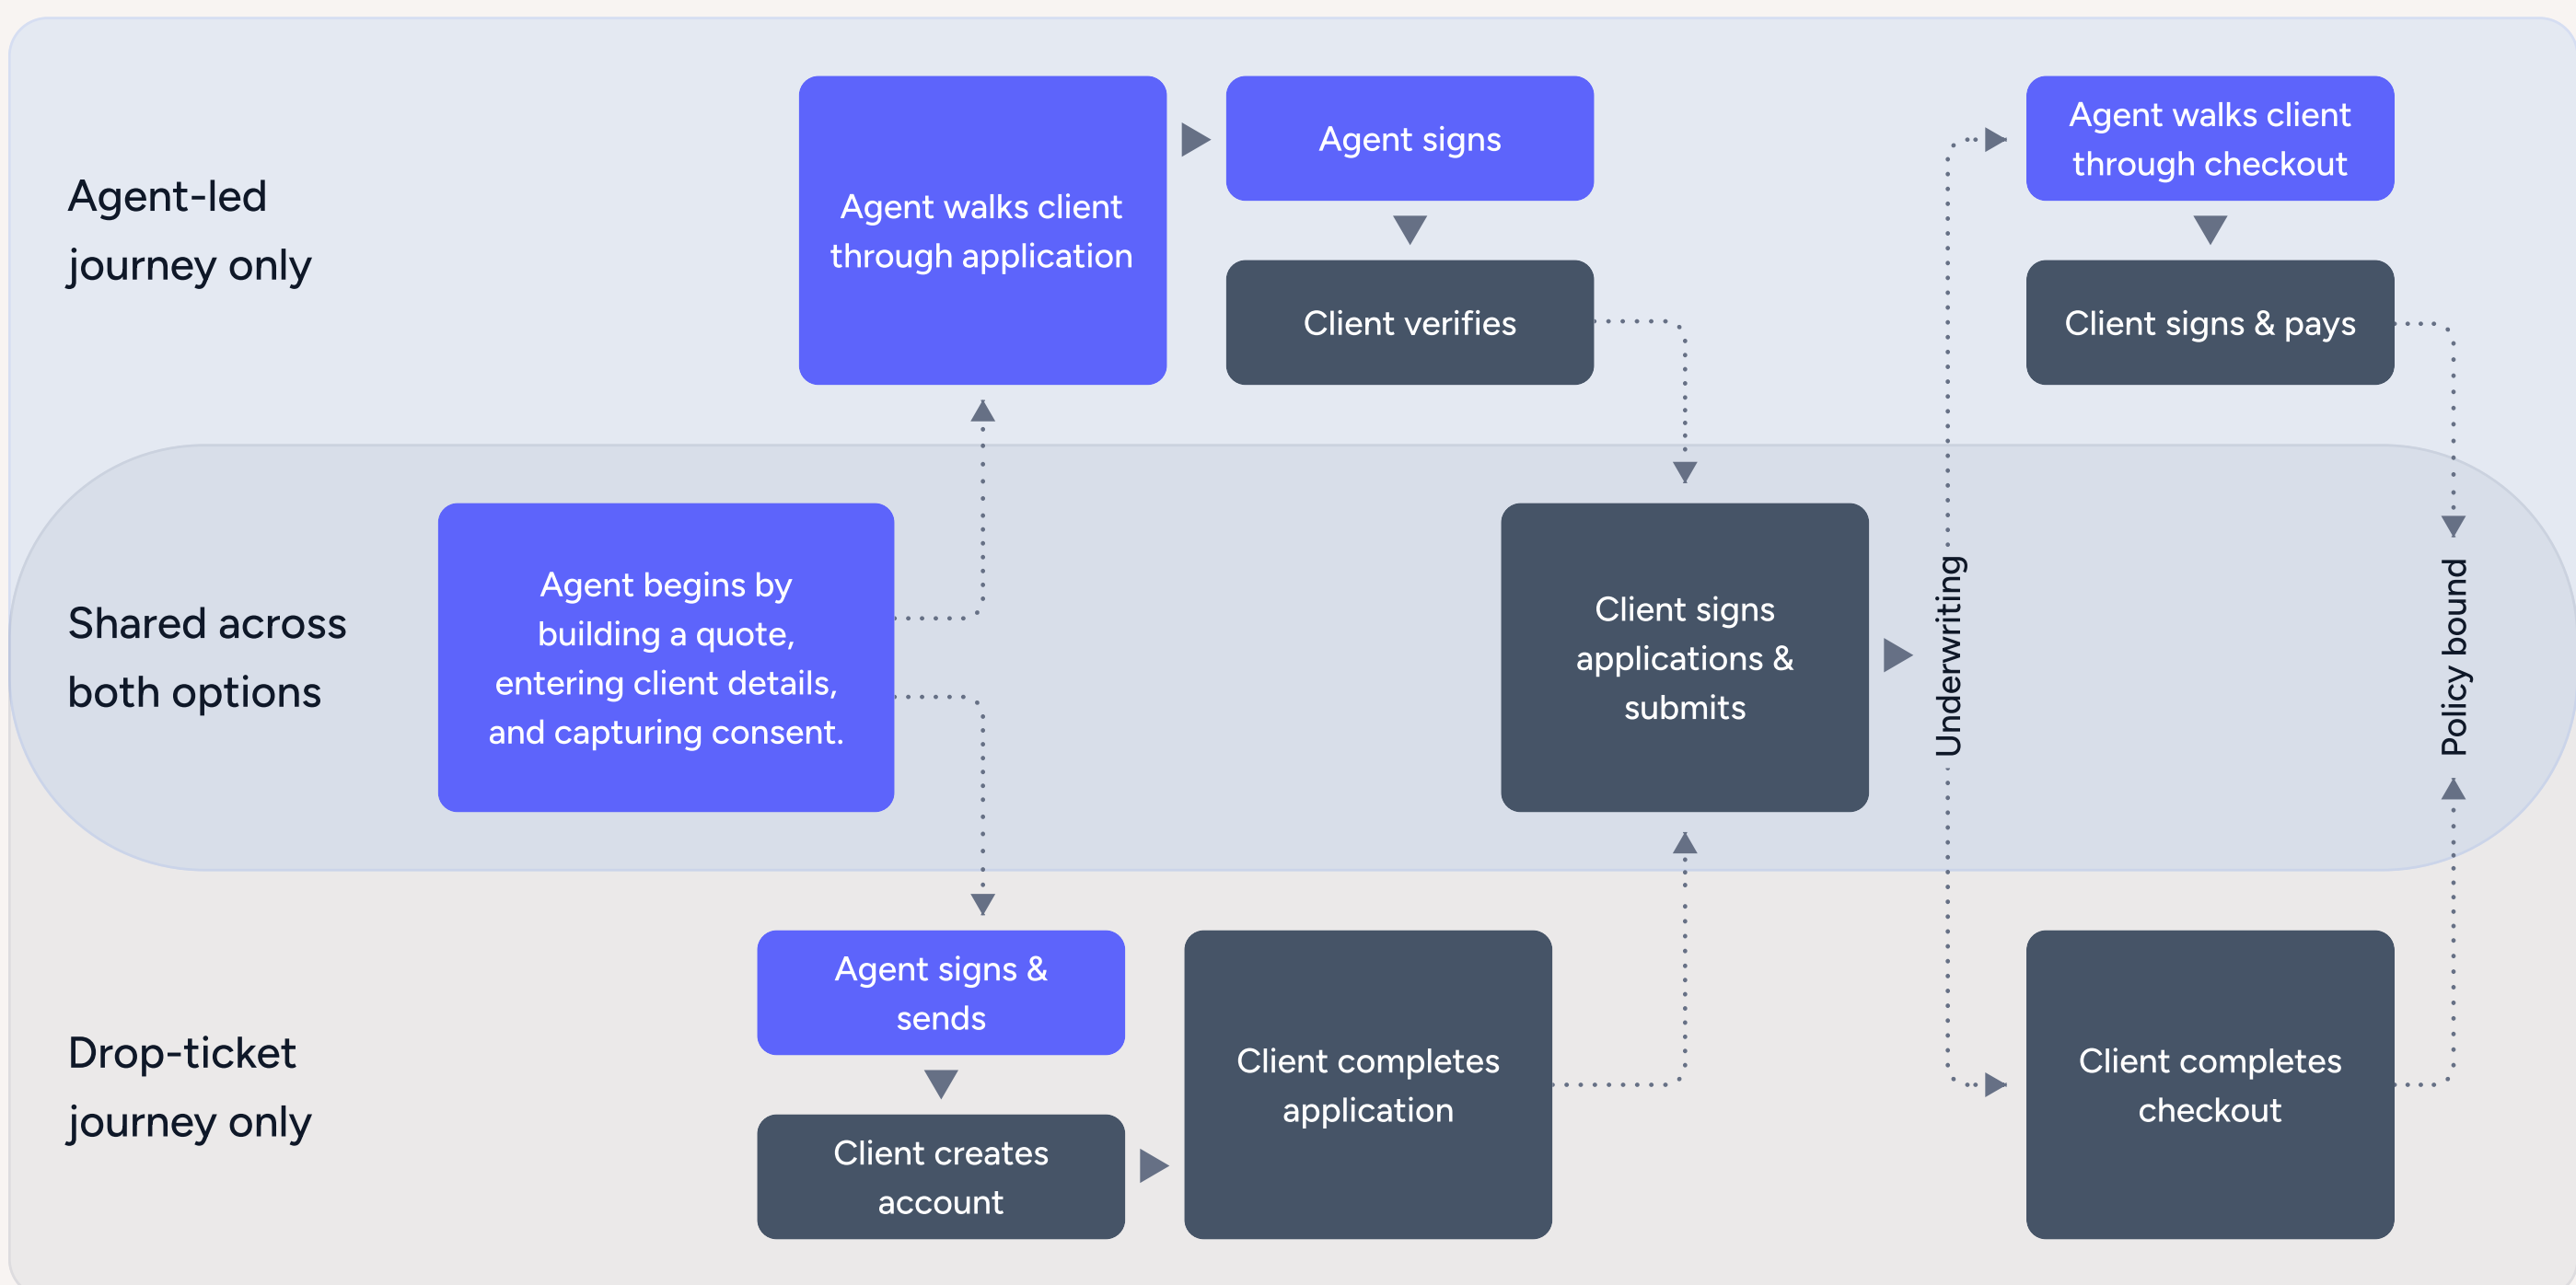 Agent-led
journey only
Agent walks client
through application
Agent signs
Client verifies
Agent walks client
through checkout
Client signs & pays
Shared across
both options
Agent begins by
building a quote,
entering client details,
and capturing consent.
Client signs
applications &
submits
Underwriting
Policy bound
Drop-ticket
journey only
Agent signs &
sends
Client creates
account
Client completes
application
Client completes
checkout